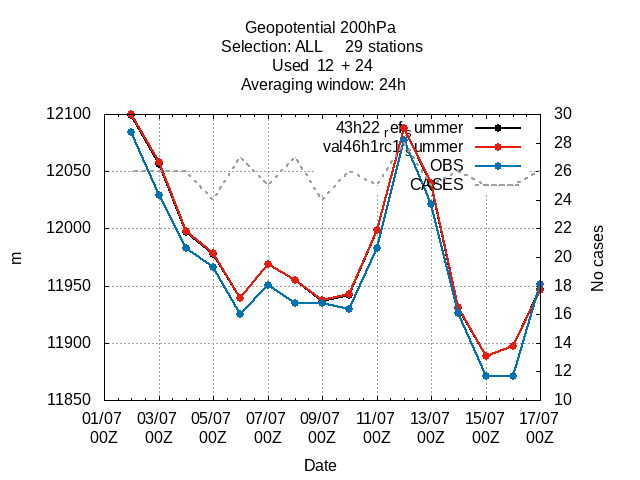 Geopotential 200hPa
Selection: ALL 29 stations
Used 12 + 24
Averaging window: 24h
12100
12050
12000
11950
11900
11850
m
30
28
26
24
22
20
18
16
14
12
10
No cases
43h22refsummer
val46h1rc1summer
OBS
CASES
01/07 03/07 05/07 07/07 09/07 11/07 13/07 15/07 17/07
00Z 00Z 00Z 00Z 00Z 00Z 00Z 00Z 00Z
Date